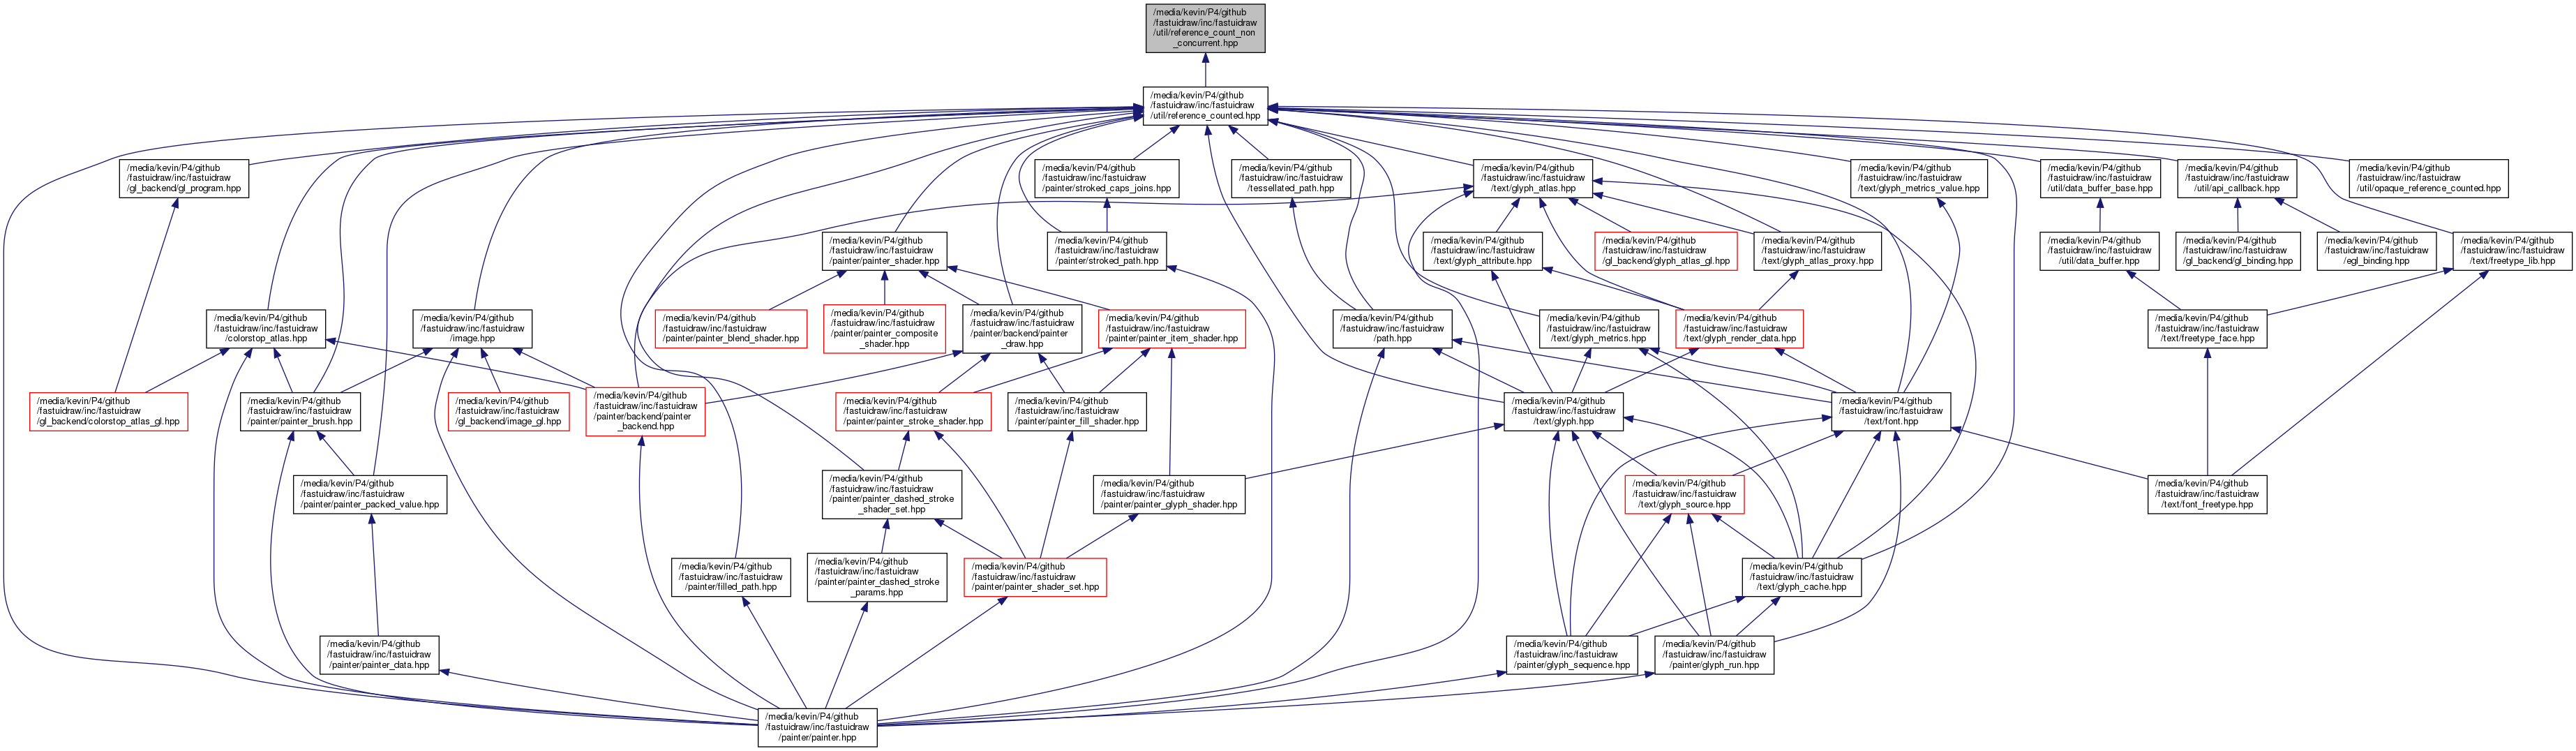 /media/kevin/P4/github
/fastuidraw/inc/fastuidraw
/util/reference_count_non
_concurrent.hpp
/media/kevin/P4/github
/fastuidraw/inc/fastuidraw
/util/reference_counted.hpp
/media/kevin/P4/github
/fastuidraw/inc/fastuidraw
/gl_backend/gl_program.hpp
/media/kevin/P4/github
/fastuidraw/inc/fastuidraw
/painter/stroked_caps_joins.hpp
/media/kevin/P4/github
/fastuidraw/inc/fastuidraw
/tessellated_path.hpp
/media/kevin/P4/github
/fastuidraw/inc/fastuidraw
/text/glyph_atlas.hpp
/media/kevin/P4/github
/fastuidraw/inc/fastuidraw
/text/glyph_metrics_value.hpp
/media/kevin/P4/github
/fastuidraw/inc/fastuidraw
/util/data_buffer_base.hpp
/media/kevin/P4/github
/fastuidraw/inc/fastuidraw
/util/api_callback.hpp
/media/kevin/P4/github
/fastuidraw/inc/fastuidraw
/util/opaque_reference_counted.hpp
/media/kevin/P4/github
/fastuidraw/inc/fastuidraw
/painter/painter_shader.hpp
/media/kevin/P4/github
/fastuidraw/inc/fastuidraw
/painter/stroked_path.hpp
/media/kevin/P4/github
/fastuidraw/inc/fastuidraw
/text/glyph_attribute.hpp
/media/kevin/P4/github
/fastuidraw/inc/fastuidraw
/gl_backend/glyph_atlas_gl.hpp
/media/kevin/P4/github
/fastuidraw/inc/fastuidraw
/text/glyph_atlas_proxy.hpp
/media/kevin/P4/github
/fastuidraw/inc/fastuidraw
/util/data_buffer.hpp
/media/kevin/P4/github
/fastuidraw/inc/fastuidraw
/gl_backend/gl_binding.hpp
/media/kevin/P4/github
/fastuidraw/inc/fastuidraw
/egl_binding.hpp
/media/kevin/P4/github
/fastuidraw/inc/fastuidraw
/text/freetype_lib.hpp
/media/kevin/P4/github
/fastuidraw/inc/fastuidraw
/colorstop_atlas.hpp
/media/kevin/P4/github
/fastuidraw/inc/fastuidraw
/image.hpp
/media/kevin/P4/github
/fastuidraw/inc/fastuidraw
/painter/painter_blend_shader.hpp
/media/kevin/P4/github
/fastuidraw/inc/fastuidraw
/painter/painter_composite
_shader.hpp
/media/kevin/P4/github
/fastuidraw/inc/fastuidraw
/painter/backend/painter
_draw.hpp
/media/kevin/P4/github
/fastuidraw/inc/fastuidraw
/painter/painter_item_shader.hpp
/media/kevin/P4/github
/fastuidraw/inc/fastuidraw
/path.hpp
/media/kevin/P4/github
/fastuidraw/inc/fastuidraw
/text/glyph_metrics.hpp
/media/kevin/P4/github
/fastuidraw/inc/fastuidraw
/text/glyph_render_data.hpp
/media/kevin/P4/github
/fastuidraw/inc/fastuidraw
/text/freetype_face.hpp
/media/kevin/P4/github
/fastuidraw/inc/fastuidraw
/gl_backend/colorstop_atlas_gl.hpp
/media/kevin/P4/github
/fastuidraw/inc/fastuidraw
/painter/painter_brush.hpp
/media/kevin/P4/github
/fastuidraw/inc/fastuidraw
/gl_backend/image_gl.hpp
/media/kevin/P4/github
/fastuidraw/inc/fastuidraw
/painter/backend/painter
_backend.hpp
/media/kevin/P4/github
/fastuidraw/inc/fastuidraw
/painter/painter_stroke_shader.hpp
/media/kevin/P4/github
/fastuidraw/inc/fastuidraw
/painter/painter_fill_shader.hpp
/media/kevin/P4/github
/fastuidraw/inc/fastuidraw
/text/glyph.hpp
/media/kevin/P4/github
/fastuidraw/inc/fastuidraw
/text/font.hpp
/media/kevin/P4/github
/fastuidraw/inc/fastuidraw
/painter/painter_packed_value.hpp
/media/kevin/P4/github
/fastuidraw/inc/fastuidraw
/painter/painter_dashed_stroke
_shader_set.hpp
/media/kevin/P4/github
/fastuidraw/inc/fastuidraw
/painter/painter_glyph_shader.hpp
/media/kevin/P4/github
/fastuidraw/inc/fastuidraw
/text/glyph_source.hpp
/media/kevin/P4/github
/fastuidraw/inc/fastuidraw
/text/font_freetype.hpp
/media/kevin/P4/github
/fastuidraw/inc/fastuidraw
/painter/filled_path.hpp
/media/kevin/P4/github
/fastuidraw/inc/fastuidraw
/painter/painter_dashed_stroke
_params.hpp
/media/kevin/P4/github
/fastuidraw/inc/fastuidraw
/painter/painter_shader_set.hpp
/media/kevin/P4/github
/fastuidraw/inc/fastuidraw
/text/glyph_cache.hpp
/media/kevin/P4/github
/fastuidraw/inc/fastuidraw
/painter/painter_data.hpp
/media/kevin/P4/github
/fastuidraw/inc/fastuidraw
/painter/glyph_sequence.hpp
/media/kevin/P4/github
/fastuidraw/inc/fastuidraw
/painter/glyph_run.hpp
/media/kevin/P4/github
/fastuidraw/inc/fastuidraw
/painter/painter.hpp